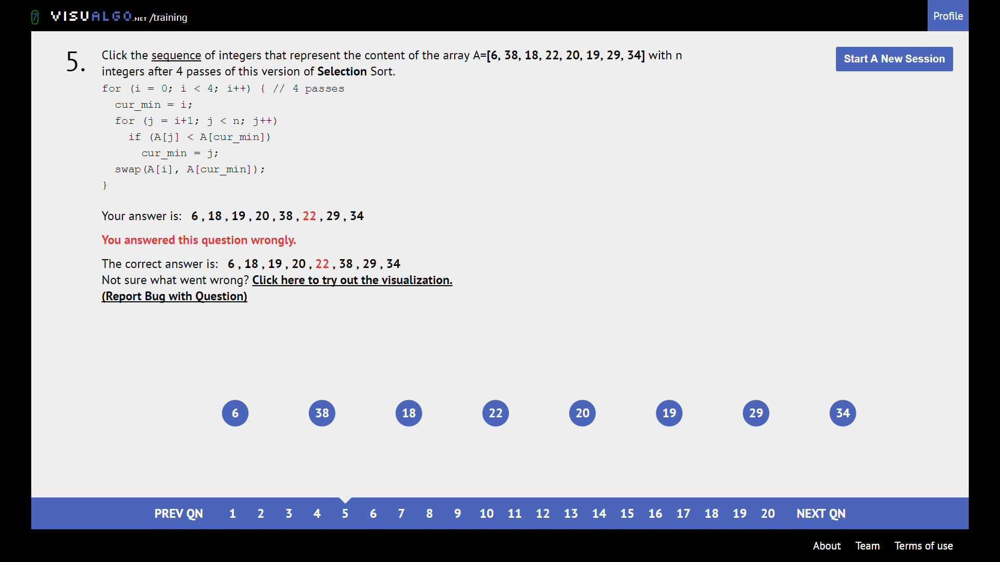 7 VISUALGO.NET /training
Profile
5. Click the sequence of integers that represent the content of the array A=[6, 38, 18, 22, 20, 19, 29, 34] with n
integers after 4 passes of this version of Selection Sort.
Start A New Session
for (i = 0; i < 4; i++) { // 4 passes
  cur_min = i;
  for (j = i+1; j < n; j++)
    if (A[j] < A[cur_min])
      cur_min = j;
  swap(A[i], A[cur_min]);
}
Your answer is: 6 , 18 , 19 , 20 , 38 , 22 , 29 , 34
You answered this question wrongly.
The correct answer is: 6 , 18 , 19 , 20 , 22 , 38 , 29 , 34
Not sure what went wrong? Click here to try out the visualization.
(Report Bug with Question)
6 38 18 22 20 19 29 34
PREV QN 1 2 3 4 5 6 7 8 9 10 11 12 13 14 15 16 17 18 19 20 NEXT QN
About Team Terms of use